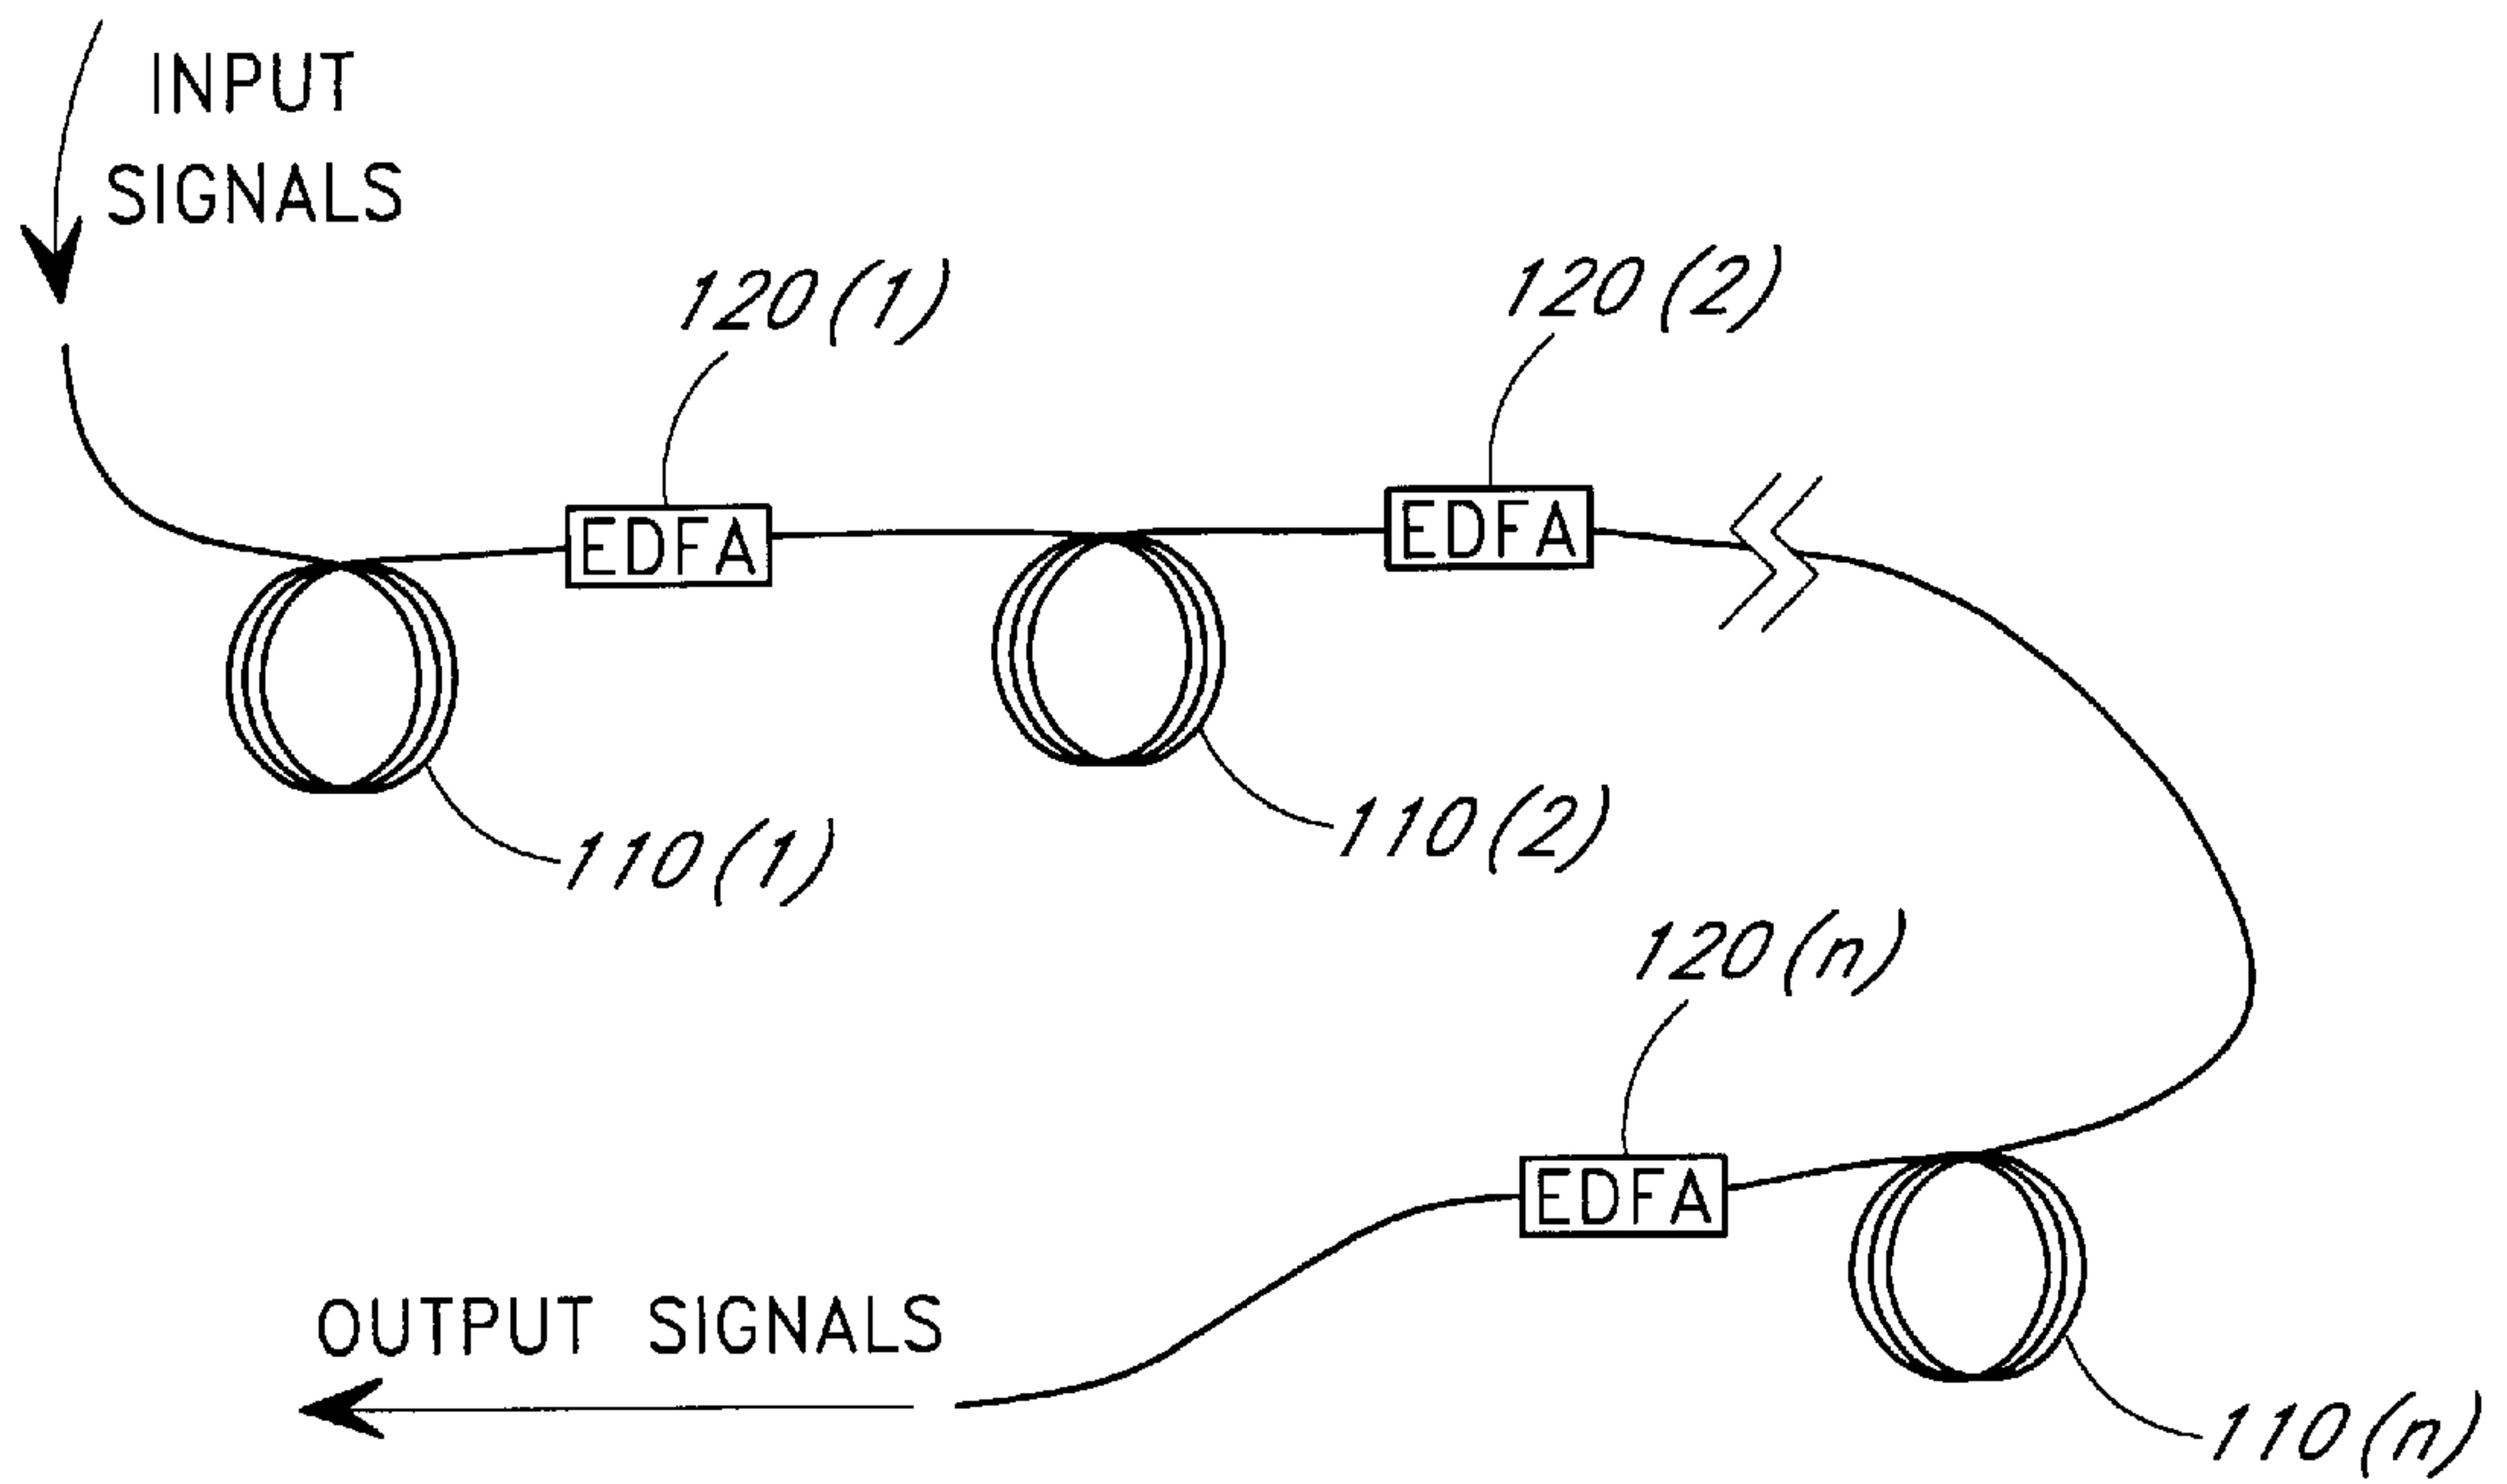 INPUT
SIGNALS
120(1)
120(2)
EDFA
EDFA
110(1)
110(2)
120(n)
EDFA
OUTPUT SIGNALS
110(n)